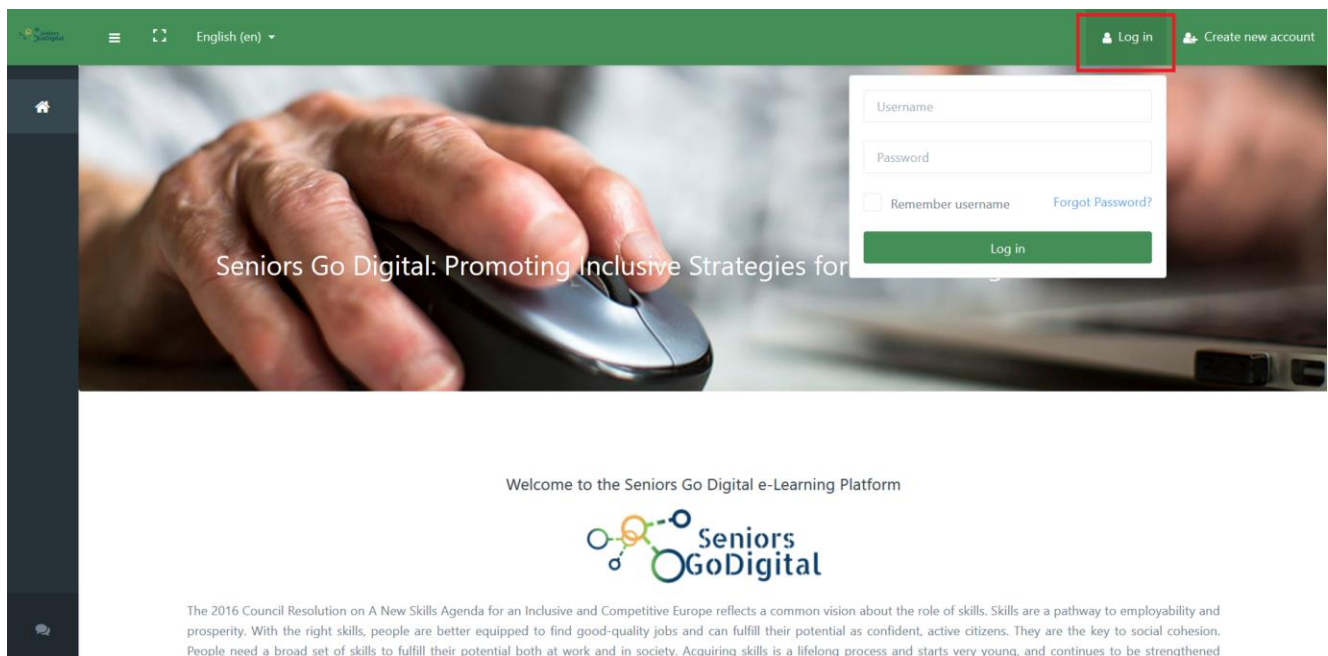 Seniors GoDigital
English (en)
Log in
Create new account
Username
Password
Remember username
Forgot Password?
Log in
Seniors Go Digital: Promoting Inclusive Strategies for
Welcome to the Seniors Go Digital e-Learning Platform
Seniors
GoDigital
The 2016 Council Resolution on A New Skills Agenda for an Inclusive and Competitive Europe reflects a common vision about the role of skills. Skills are a pathway to employability and
prosperity. With the right skills, people are better equipped to find good-quality jobs and can fulfill their potential as confident, active citizens. They are the key to social cohesion.
People need a broad set of skills to fulfill their potential both at work and in society. Acquiring skills is a lifelong process and starts very young, and continues to be strengthened